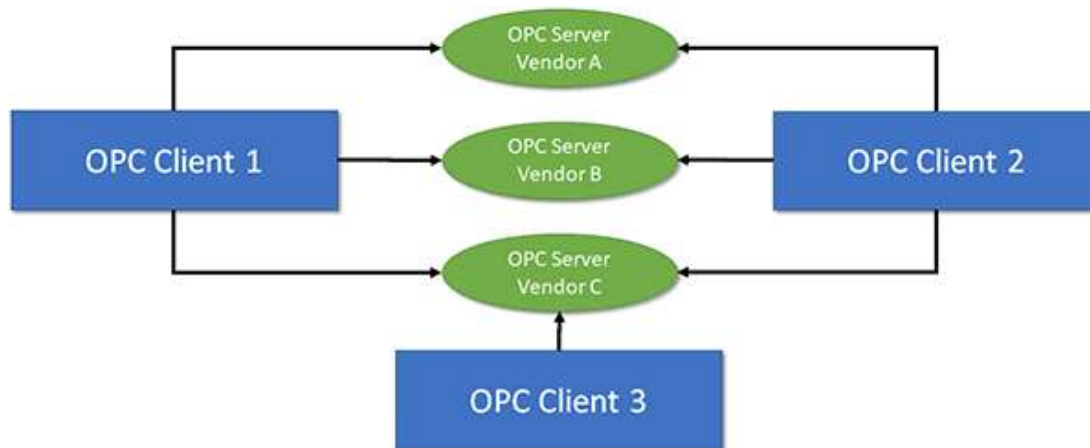 OPC Server
Vendor A
OPC Client 1
OPC Server
Vendor B
OPC Client 2
OPC Server
Vendor C
OPC Client 3